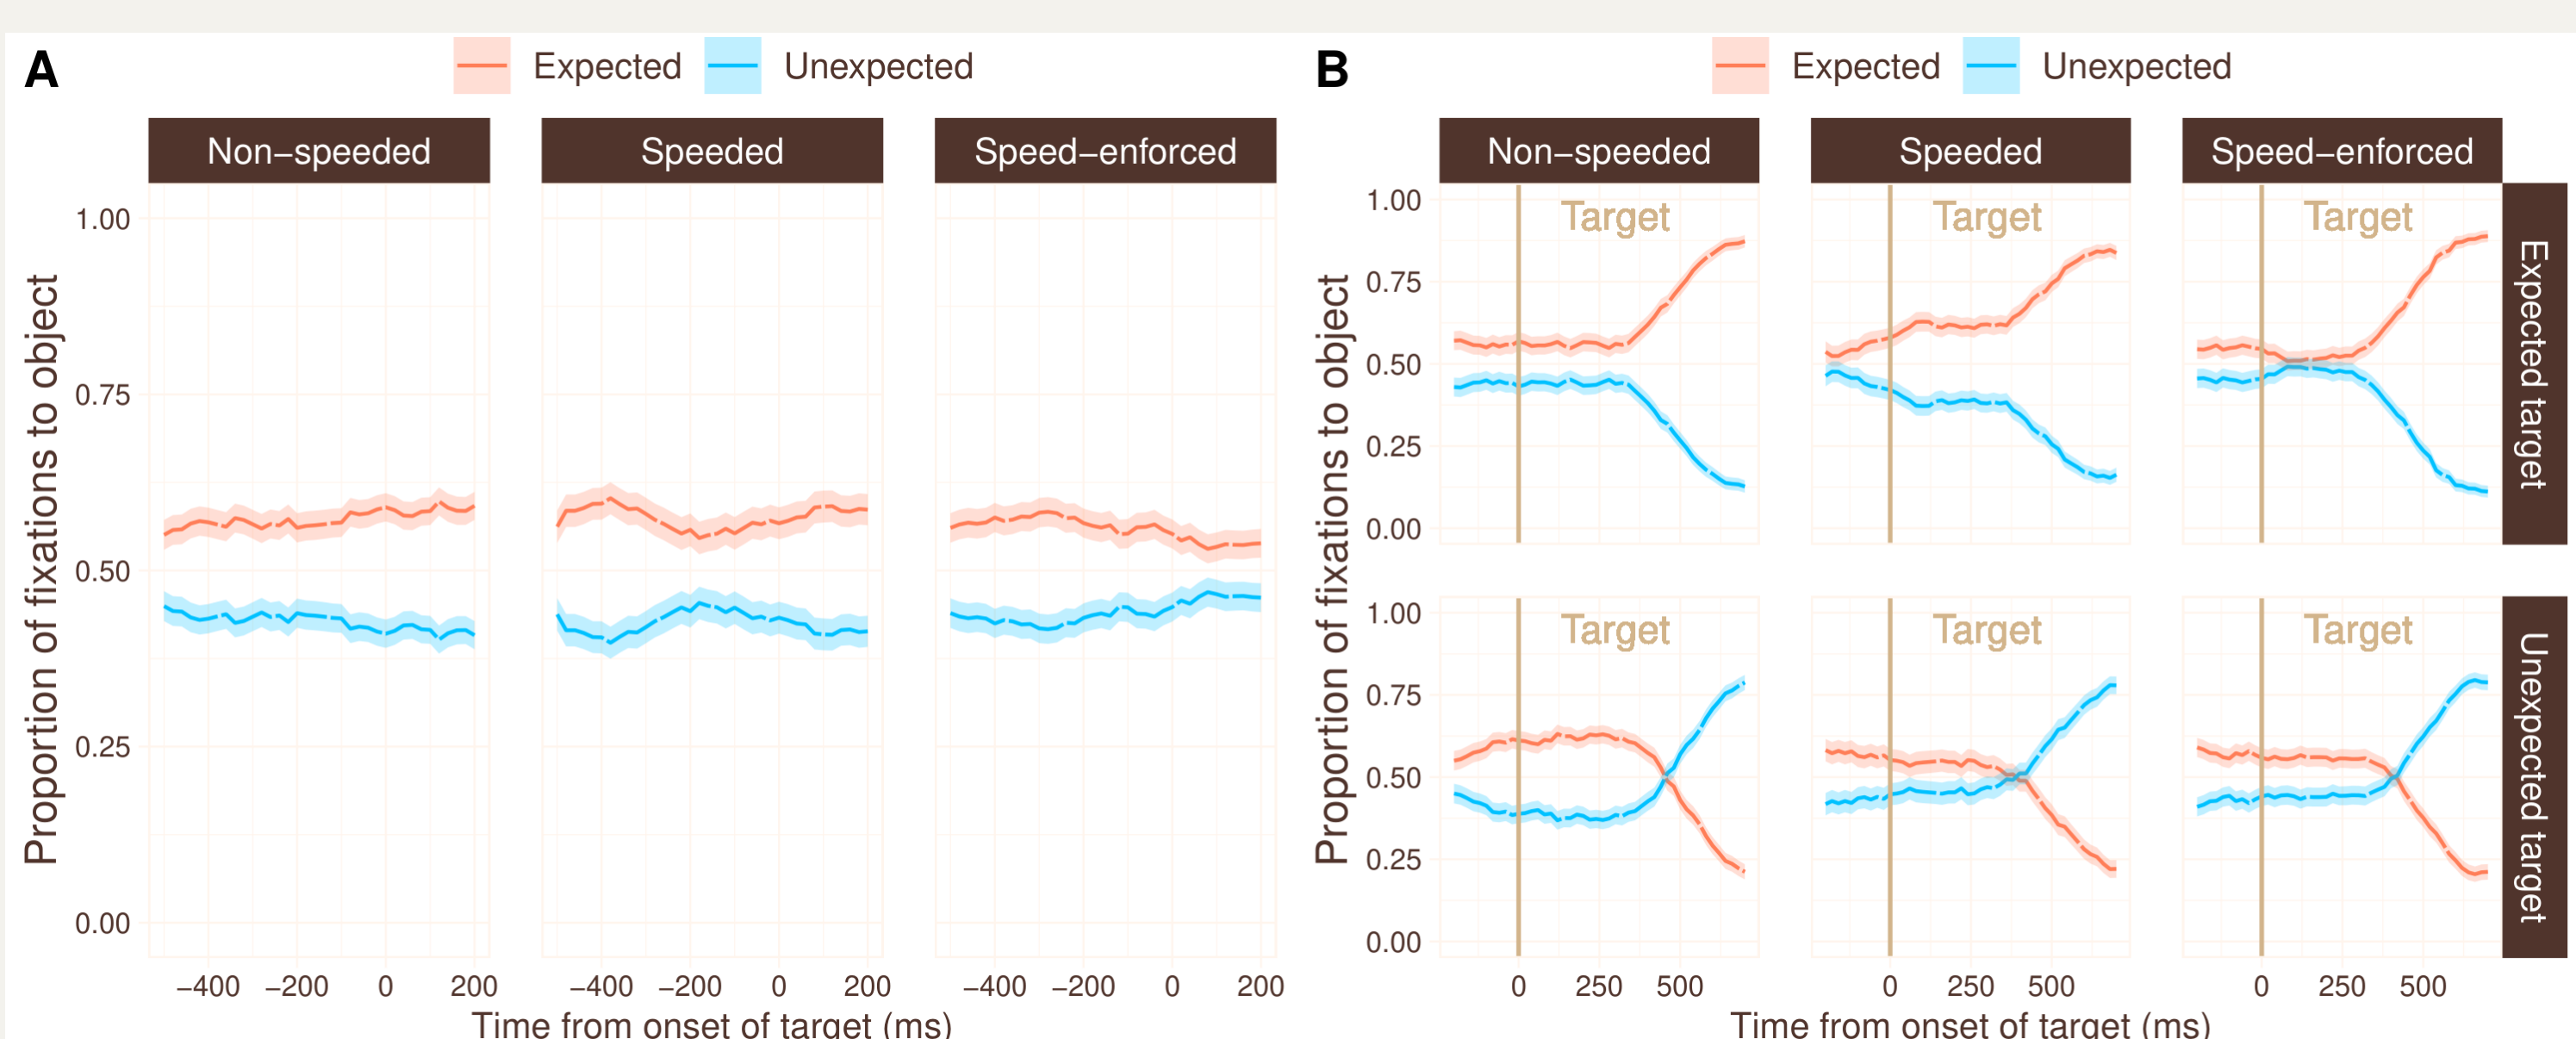 A
Expected Unexpected
Non−speeded Speeded Speed−enforced
Proportion of fixations to object
1.00
0.75
0.50
0.25
0.00
−400 −200 0 200 −400 −200 0 200 −400 −200 0 200
Time from onset of target (ms)
B
Expected Unexpected
Non−speeded Speeded Speed−enforced
Proportion of fixations to object
1.00
0.75
0.50
0.25
0.00
Target Target Target
Expected target
1.00
0.75
0.50
0.25
0.00
Target Target Target
Unexpected target
0 250 500 0 250 500 0 250 500
Time from onset of target (ms)